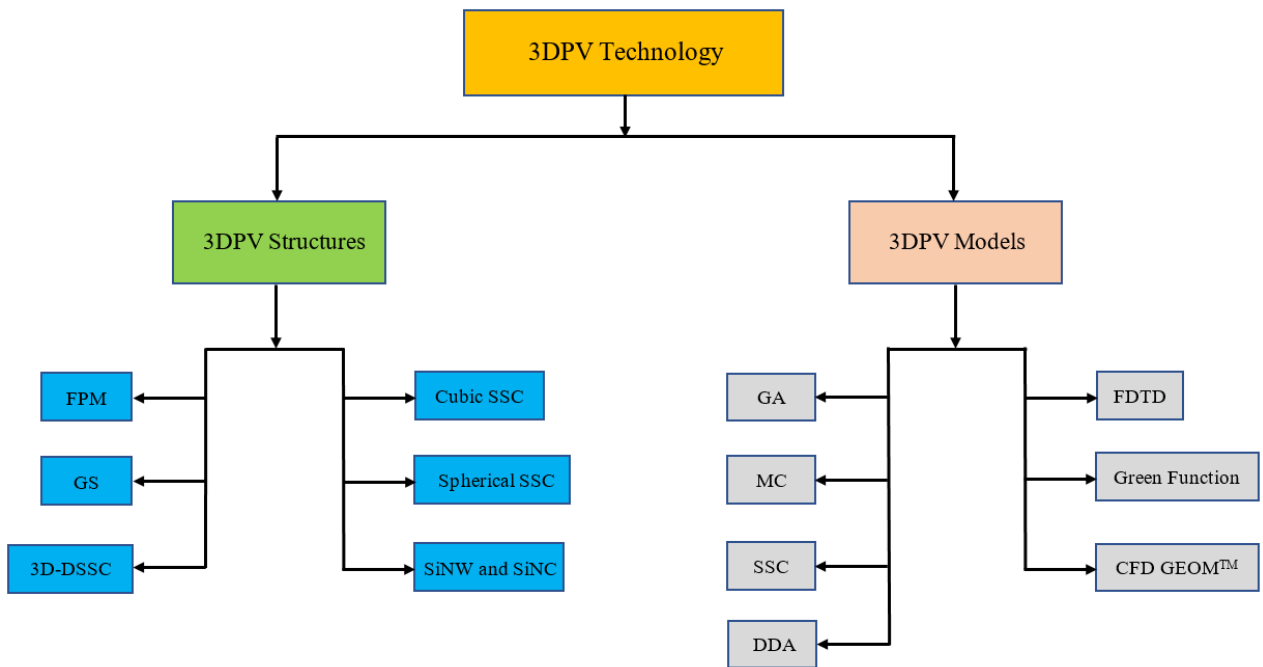 3DPV Technology
3DPV Structures
3DPV Models
FPM
GS
3D-DSSC
Cubic SSC
Spherical SSC
SiNW and SiNC
GA
MC
SSC
DDA
FDTD
Green Function
CFD GEOM™